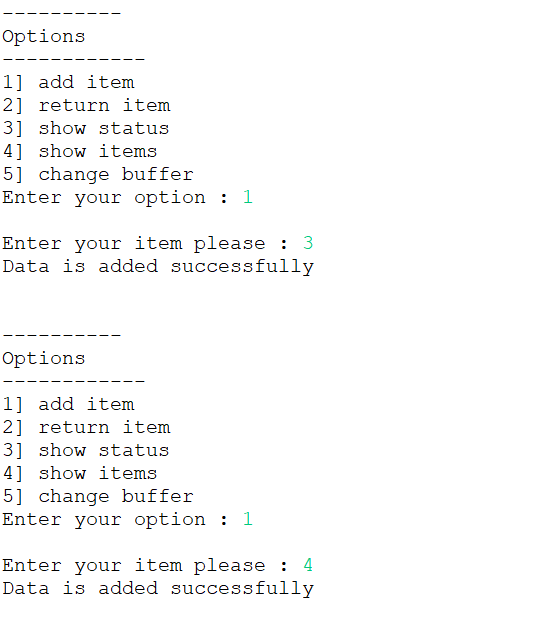 ----------
Options
------------
1] add item
2] return item
3] show status
4] show items
5] change buffer
Enter your option : 1
Enter your item please : 3
Data is added successfully
----------
Options
------------
1] add item
2] return item
3] show status
4] show items
5] change buffer
Enter your option : 1
Enter your item please : 4
Data is added successfully